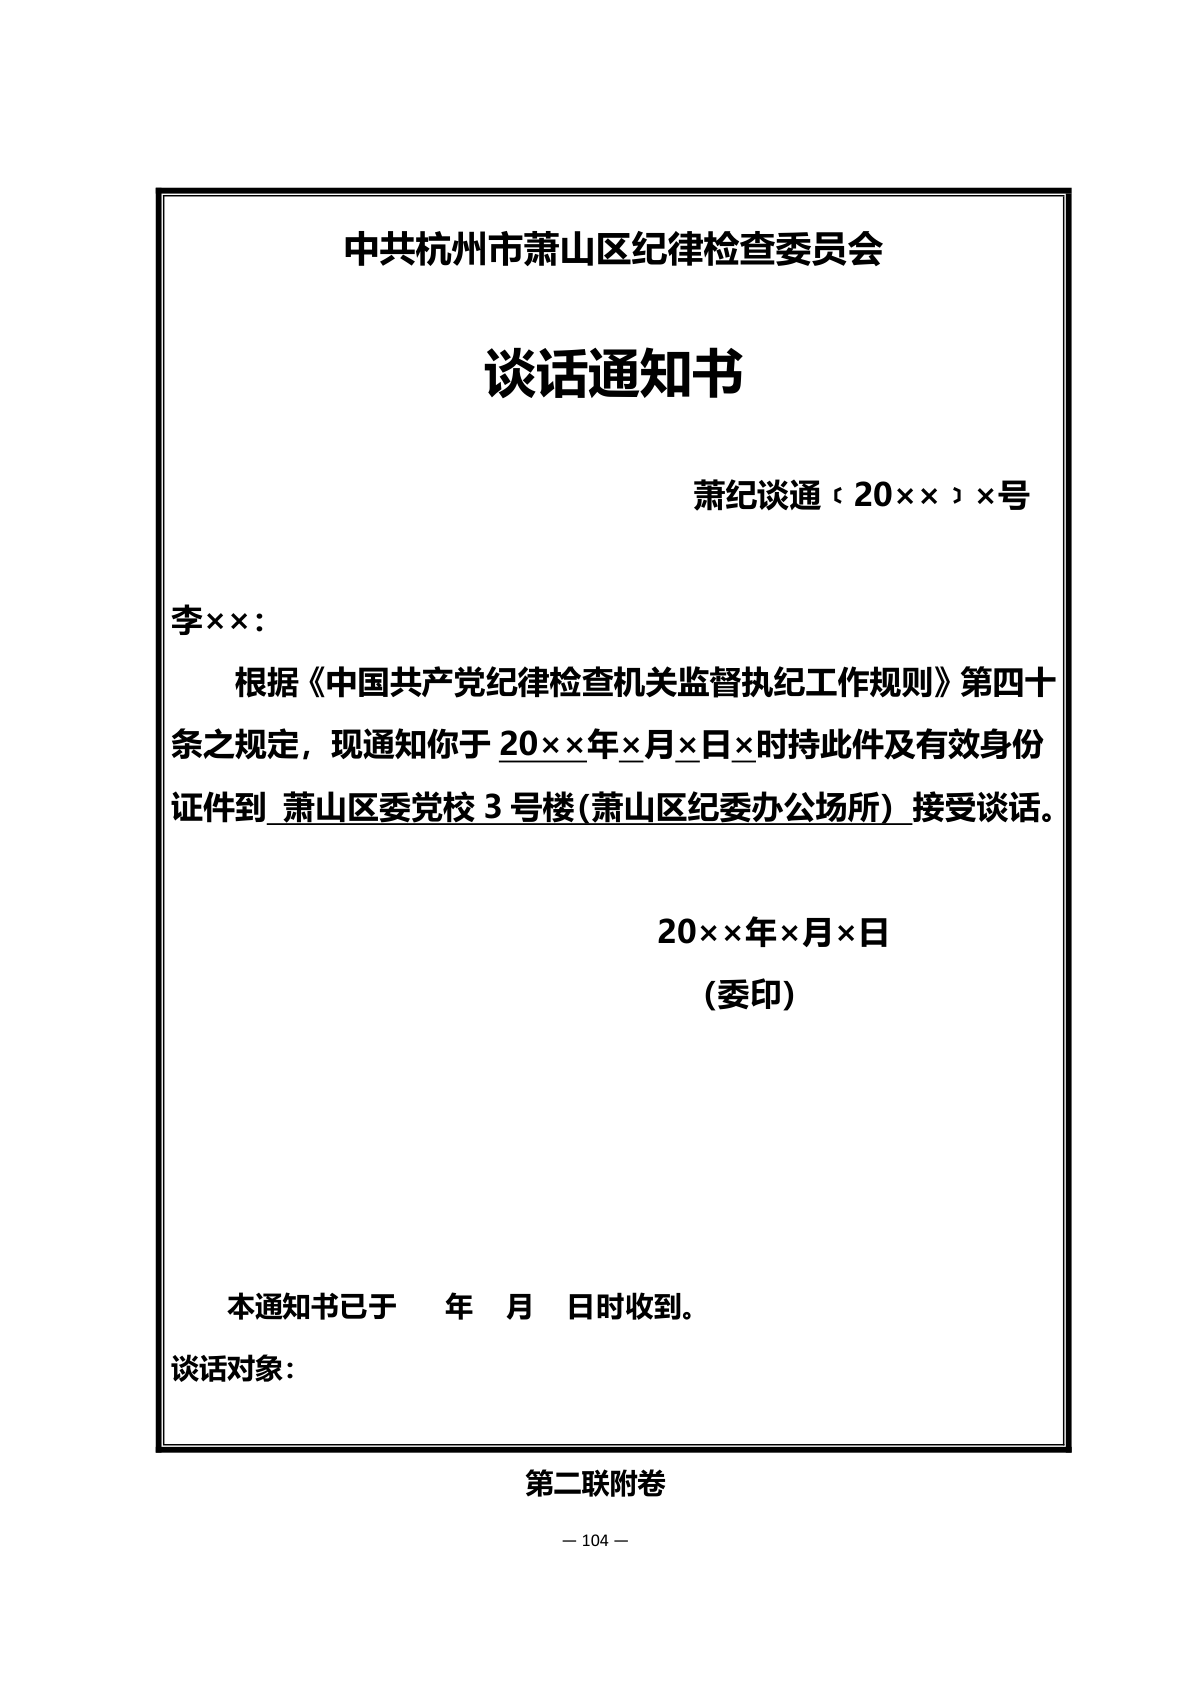 中共杭州市萧山区纪律检查委员会
谈话通知书
萧纪谈通﹝20××﹞×号
李××：
根据《中国共产党纪律检查机关监督执纪工作规则》第四十
条之规定，现通知你于 20××年×月×日×时持此件及有效身份
证件到 萧山区委党校 3 号楼（萧山区纪委办公场所） 接受谈话。
20××年×月×日
（委印）
本通知书已于 年 月 日时收到。
谈话对象：
第二联附卷
— 104 —